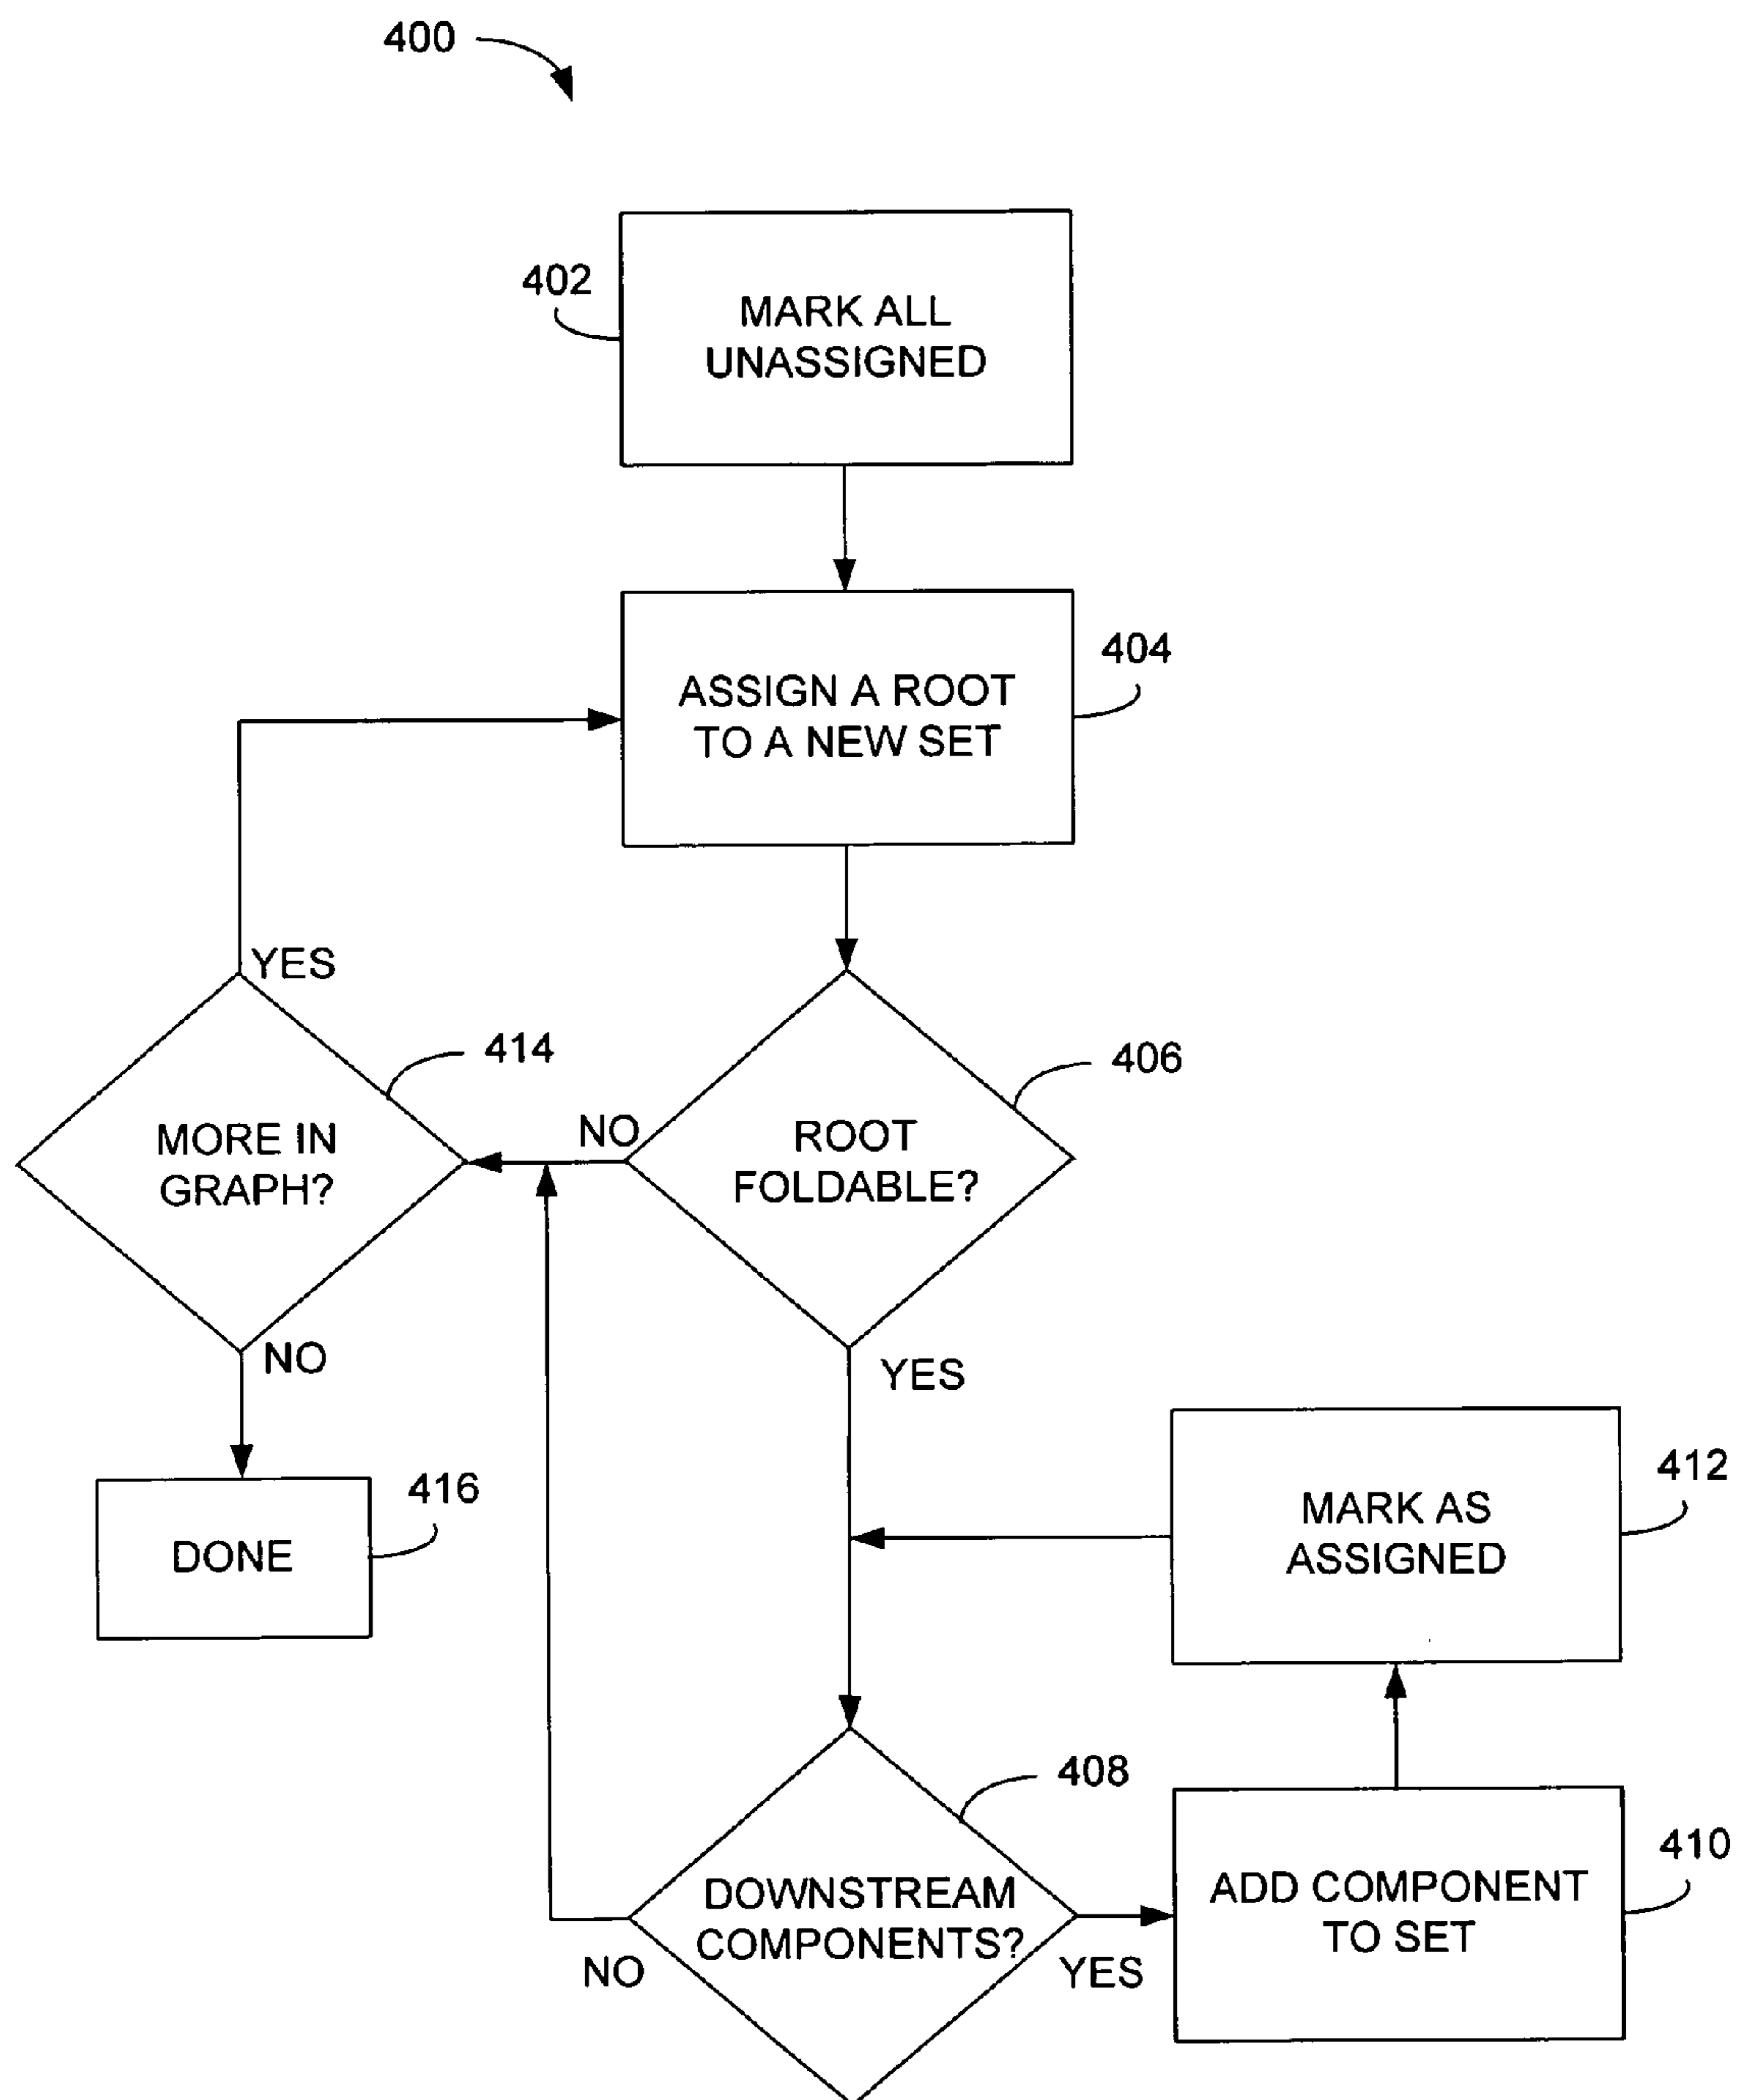 400
402
MARK ALL
UNASSIGNED
404
ASSIGN A ROOT
TO A NEW SET
YES
414
MORE IN
GRAPH?
NO
406
ROOT
FOLDABLE?
NO
YES
416
DONE
412
MARK AS
ASSIGNED
408
DOWNSTREAM
COMPONENTS?
NO
YES
410
ADD COMPONENT
TO SET